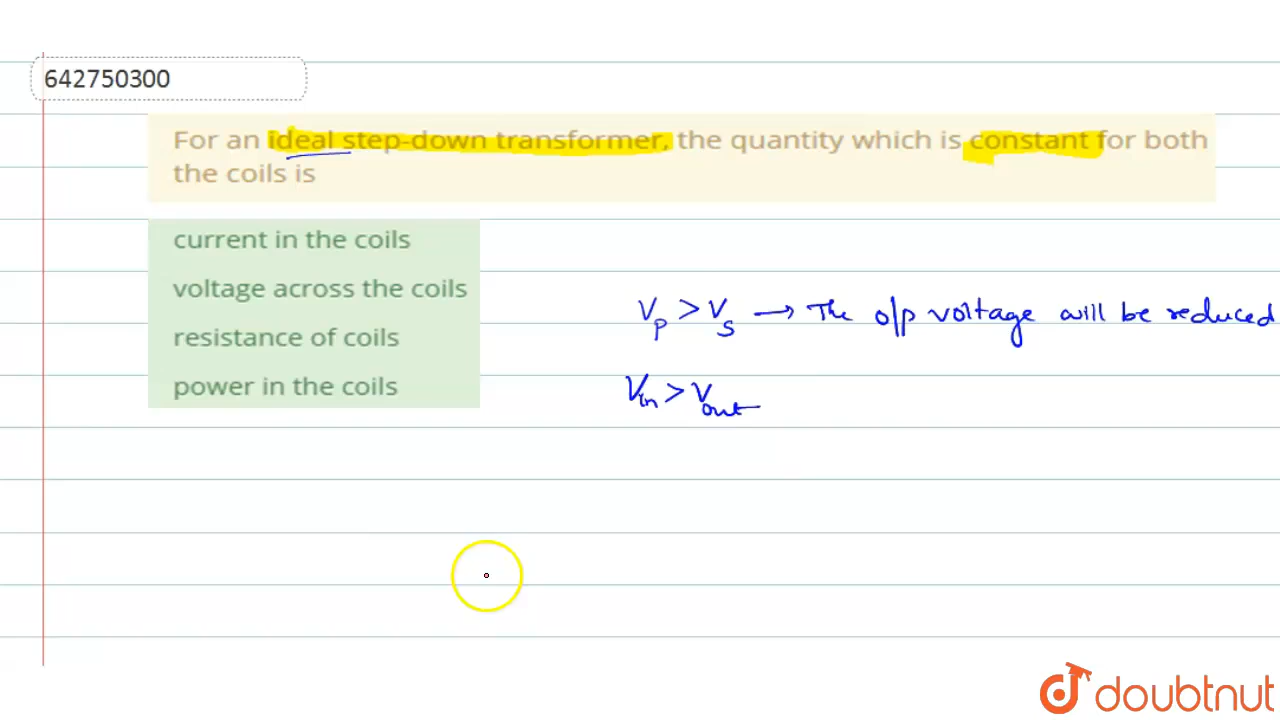 642750300
For an ideal step-down transformer, the quantity which is constant for both
the coils is
current in the coils
voltage across the coils
resistance of coils
power in the coils
Vp > Vs → The o/p voltage will be reduced
Vin > Vout
doubtnut